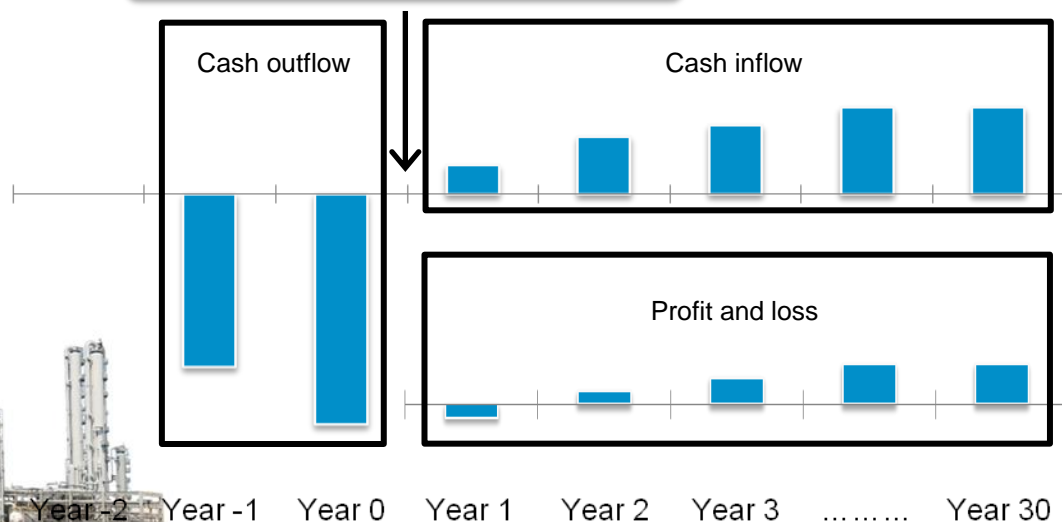 Cash outflow
Cash inflow
Profit and loss
Year -2 Year -1 Year 0 Year 1 Year 2 Year 3 ……… Year 30